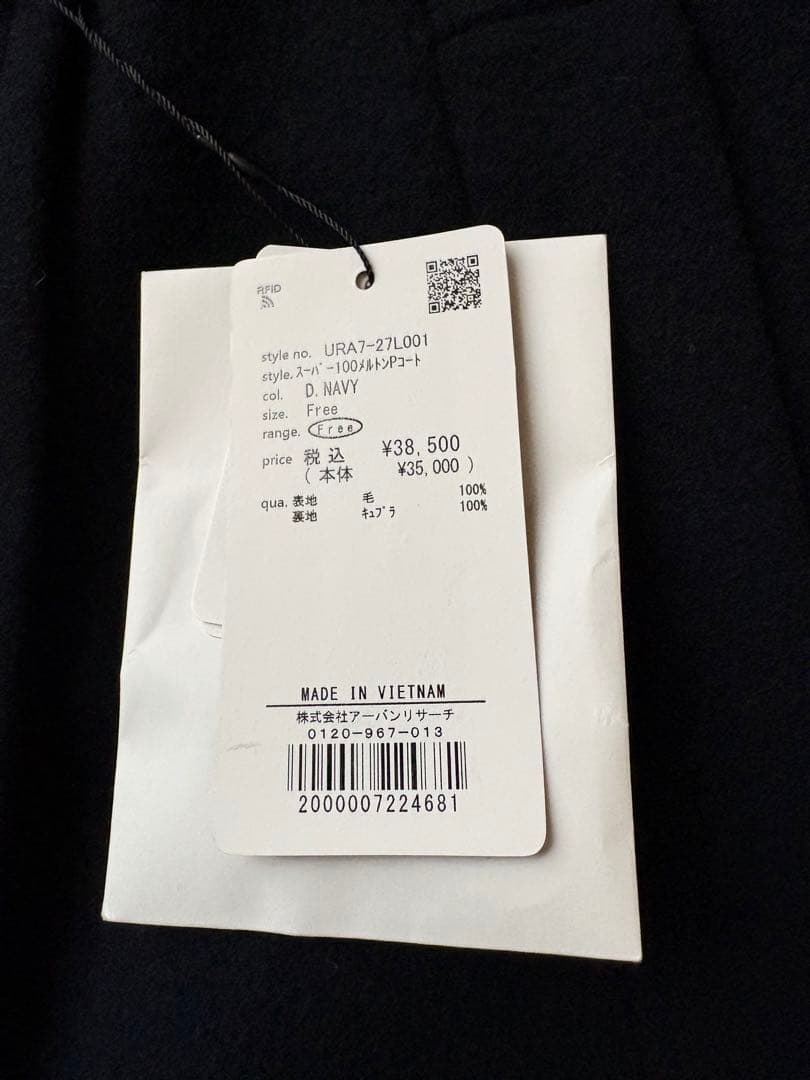 RFID
style no. URA7-27L001
style. ｽｰﾊﾟｰ100ﾒﾙﾄﾝPコート
col. D. NAVY
size. Free
range. Free
price 税込 ¥38,500
(本体 ¥35,000 )
qua. 表地 毛 100%
裏地 ｷｭﾌﾟﾗ 100%
MADE IN VIETNAM
株式会社アーバンリサーチ
0120-967-013
2000007224681